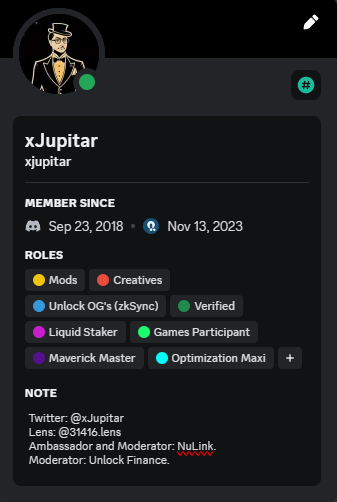 xJupitar
xjupitar
MEMBER SINCE
Sep 23, 2018 • Nov 13, 2023
ROLES
Mods Creatives
Unlock OG's (zkSync) Verified
Liquid Staker Games Participant
Maverick Master Optimization Maxi +
NOTE
Twitter: @xJupitar
Lens: @31416.lens
Ambassador and Moderator: NuLink.
Moderator: Unlock Finance.